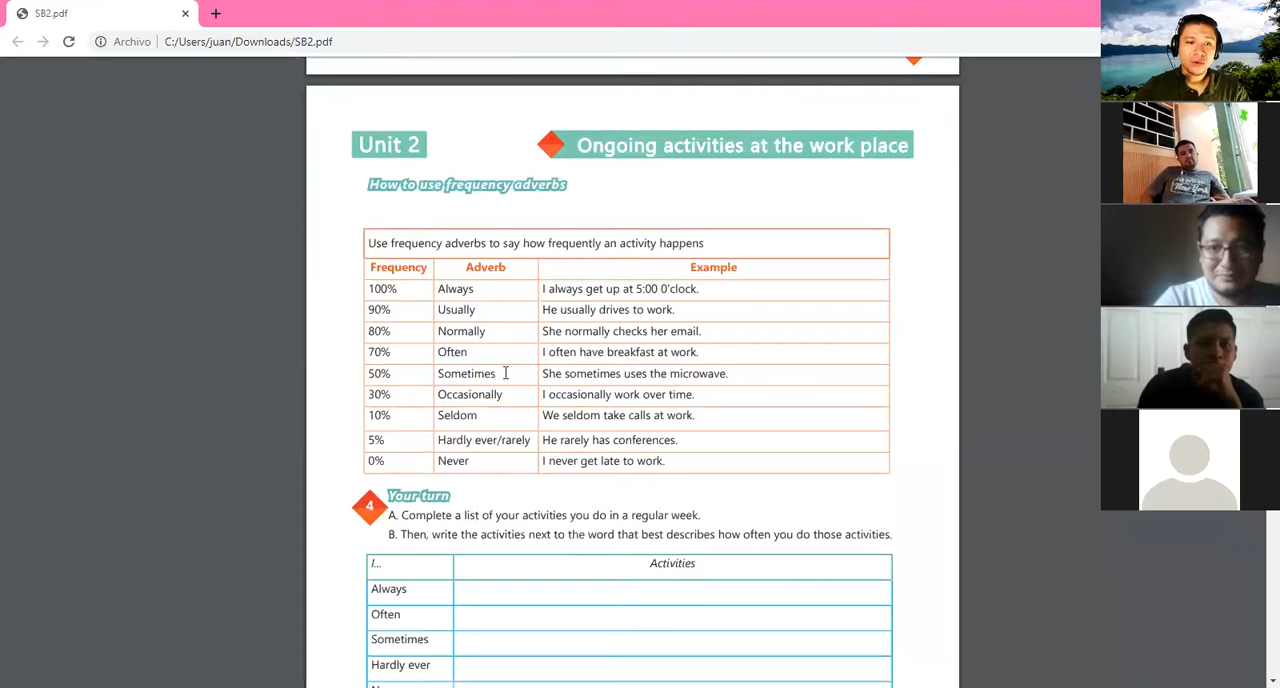 SB2.pdf
Archivo
C:/Users/juan/Downloads/SB2.pdf
Unit 2
Ongoing activities at the work place
How to use frequency adverbs
Use frequency adverbs to say how frequently an activity happens
Frequency Adverb Example
100% Always I always get up at 5:00 0'clock.
90% Usually He usually drives to work.
80% Normally She normally checks her email.
70% Often I often have breakfast at work.
50% Sometimes She sometimes uses the microwave.
30% Occasionally I occasionally work over time.
10% Seldom We seldom take calls at work.
5% Hardly ever/rarely He rarely has conferences.
0% Never I never get late to work.
4 Your turn
A. Complete a list of your activities you do in a regular week.
B. Then, write the activities next to the word that best describes how often you do those activities.
I... Activities
Always
Often
Sometimes
Hardly ever